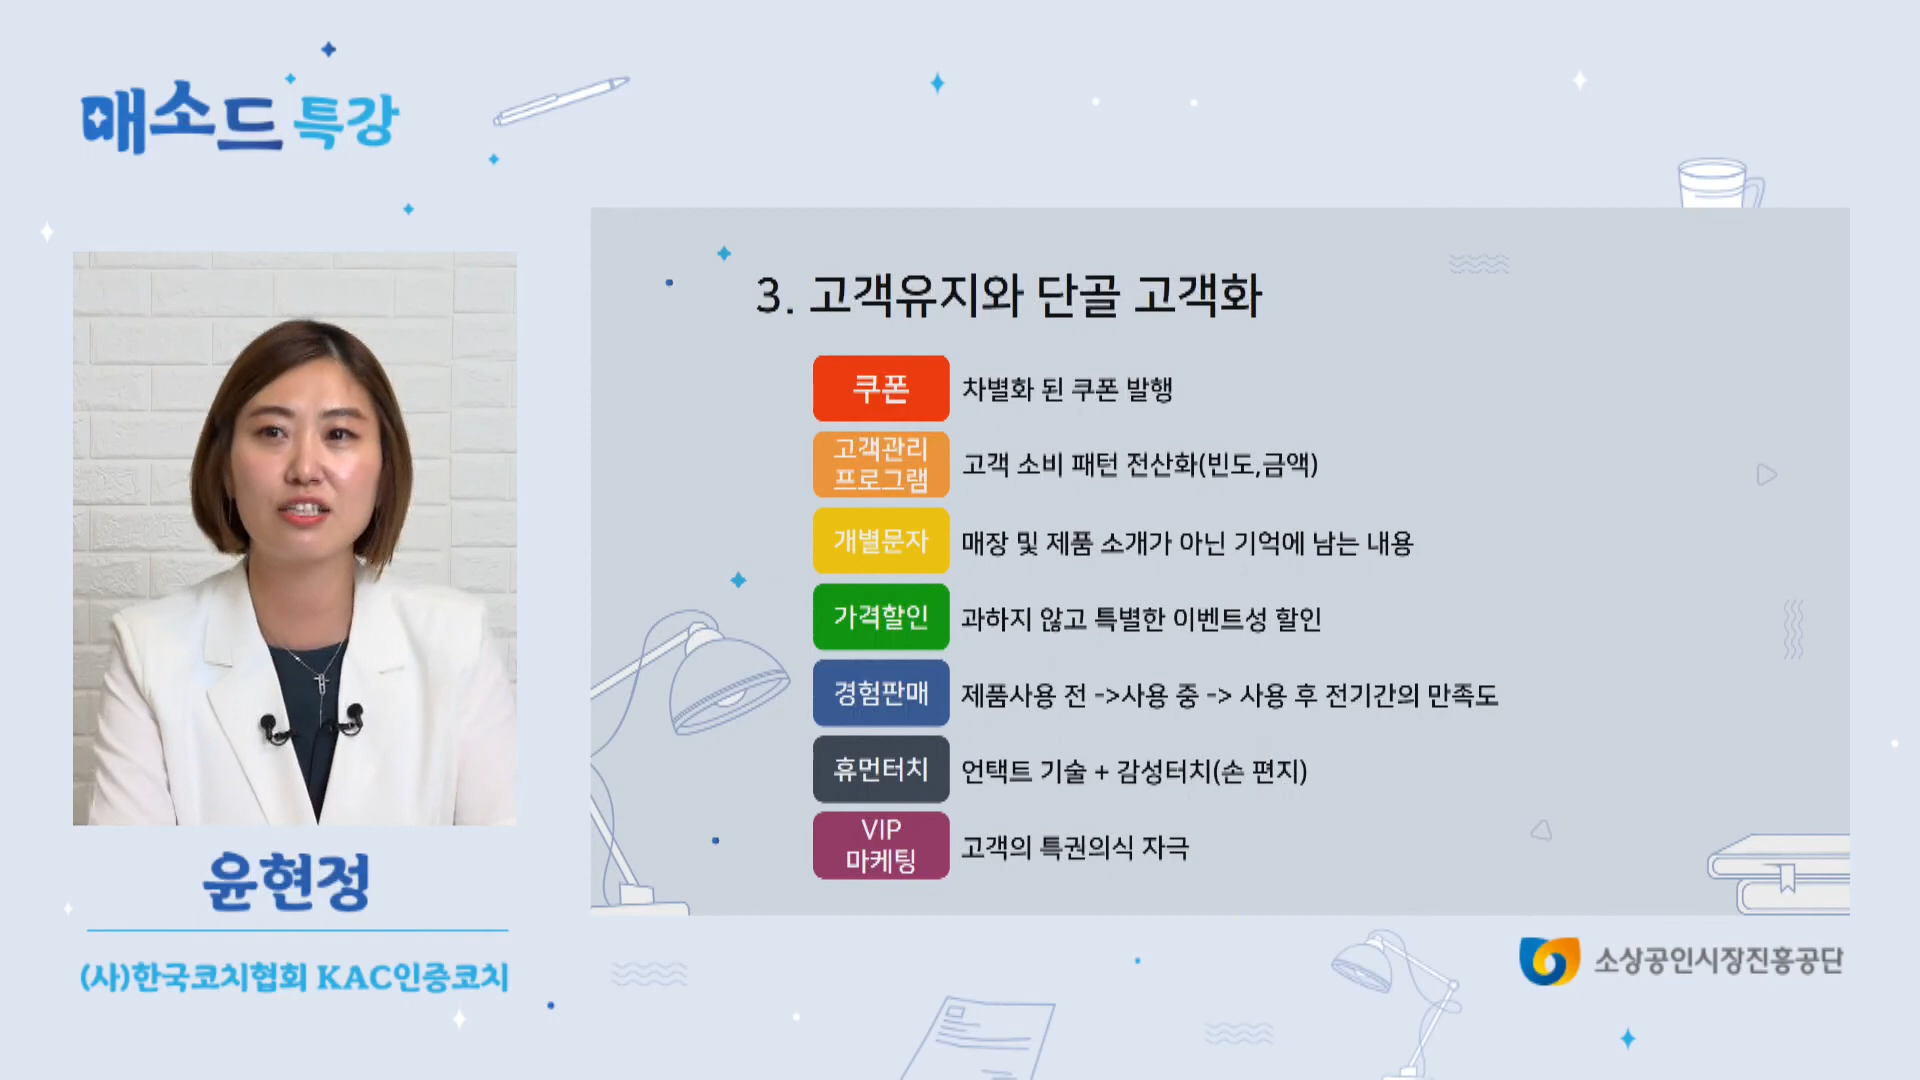 매소드 특강
3. 고객유지와 단골 고객화
쿠폰 차별화 된 쿠폰 발행
고객관리
프로그램 고객 소비 패턴 전산화(빈도,금액)
개별문자 매장 및 제품 소개가 아닌 기억에 남는 내용
가격할인 과하지 않고 특별한 이벤트성 할인
경험판매 제품사용 전 ->사용 중 -> 사용 후 전기간의 만족도
휴먼터치 언택트 기술 + 감성터치(손 편지)
VIP
마케팅 고객의 특권의식 자극
윤현정
(사)한국코치협회 KAC인증코치
소상공인시장진흥공단